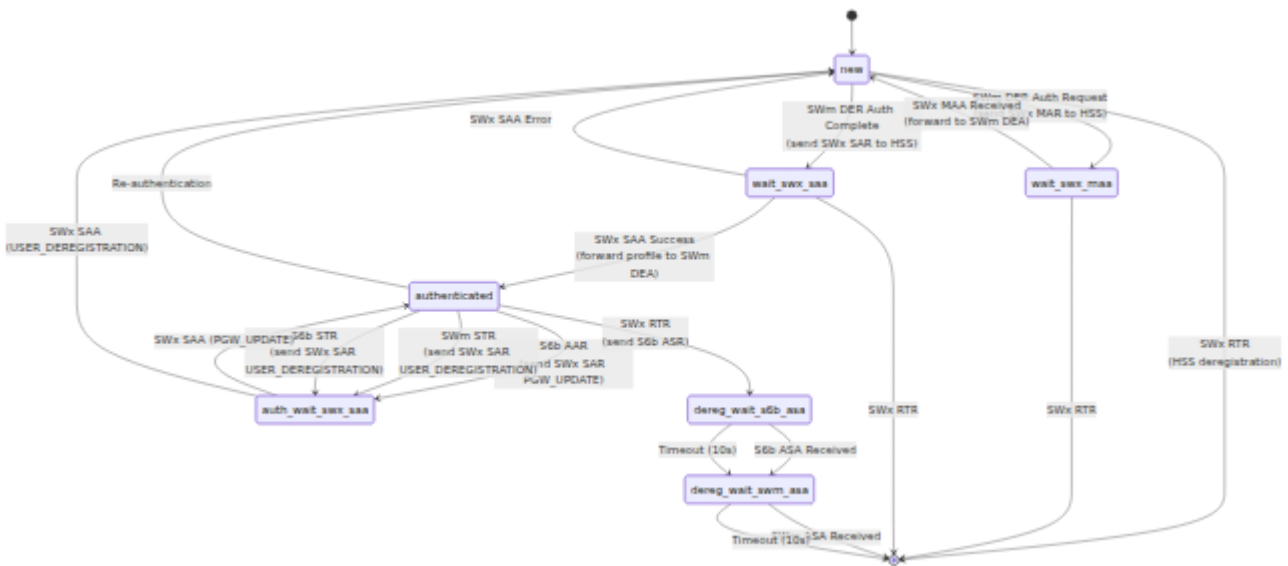 new
SWm DER Auth Request
x MAR to HSS)
SWx MAA Received
(forward to SWm DEA)
SWm DER Auth
Complete
(send SWx SAR to HSS)
SWx SAA Error
wait_swx_saa
wait_swx_maa
Re-authentication
SWx SAA
(USER_DEREGISTRATION)
SWx SAA Success
(forward profile to SWm
DEA)
authenticated
SWx SAA (PGW_UPDATE)
S6b STR
(send SWx SAR
USER_DEREGISTRATION)
SWm STR
(send SWx SAR
USER_DEREGISTRATION)
S6b AAR
send SWx SAR
PGW_UPDATE)
SWx RTR
(send S6b ASR)
SWx RTR
(HSS deregistration)
auth_wait_swx_saa
dereg_wait_s6b_asa
SWx RTR
SWx RTR
Timeout (10s)
S6b ASA Received
dereg_wait_swm_asa
ASA Received
Timeout (10s)